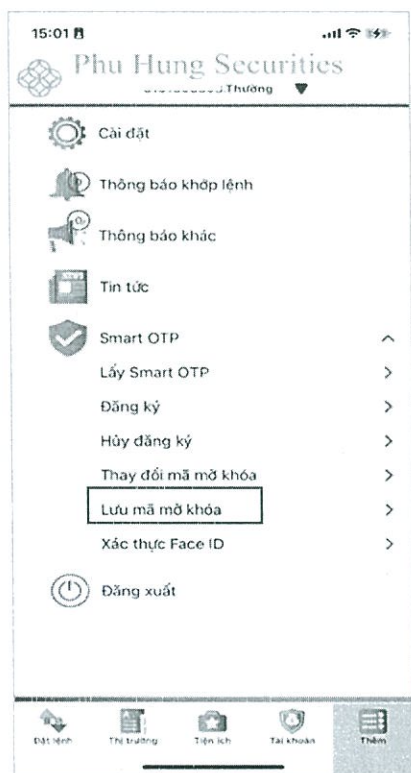 15:01
Phu Hung Securities
.Thường
Cài đặt
Thông báo khớp lệnh
Thông báo khác
Tin tức
Smart OTP
Lấy Smart OTP
Đăng ký
Hủy đăng ký
Thay đổi mã mở khóa
Lưu mã mở khóa
Xác thực Face ID
Đăng xuất
Đặt lệnh
Thị trường
Tiện ích
Tài khoản
Thêm